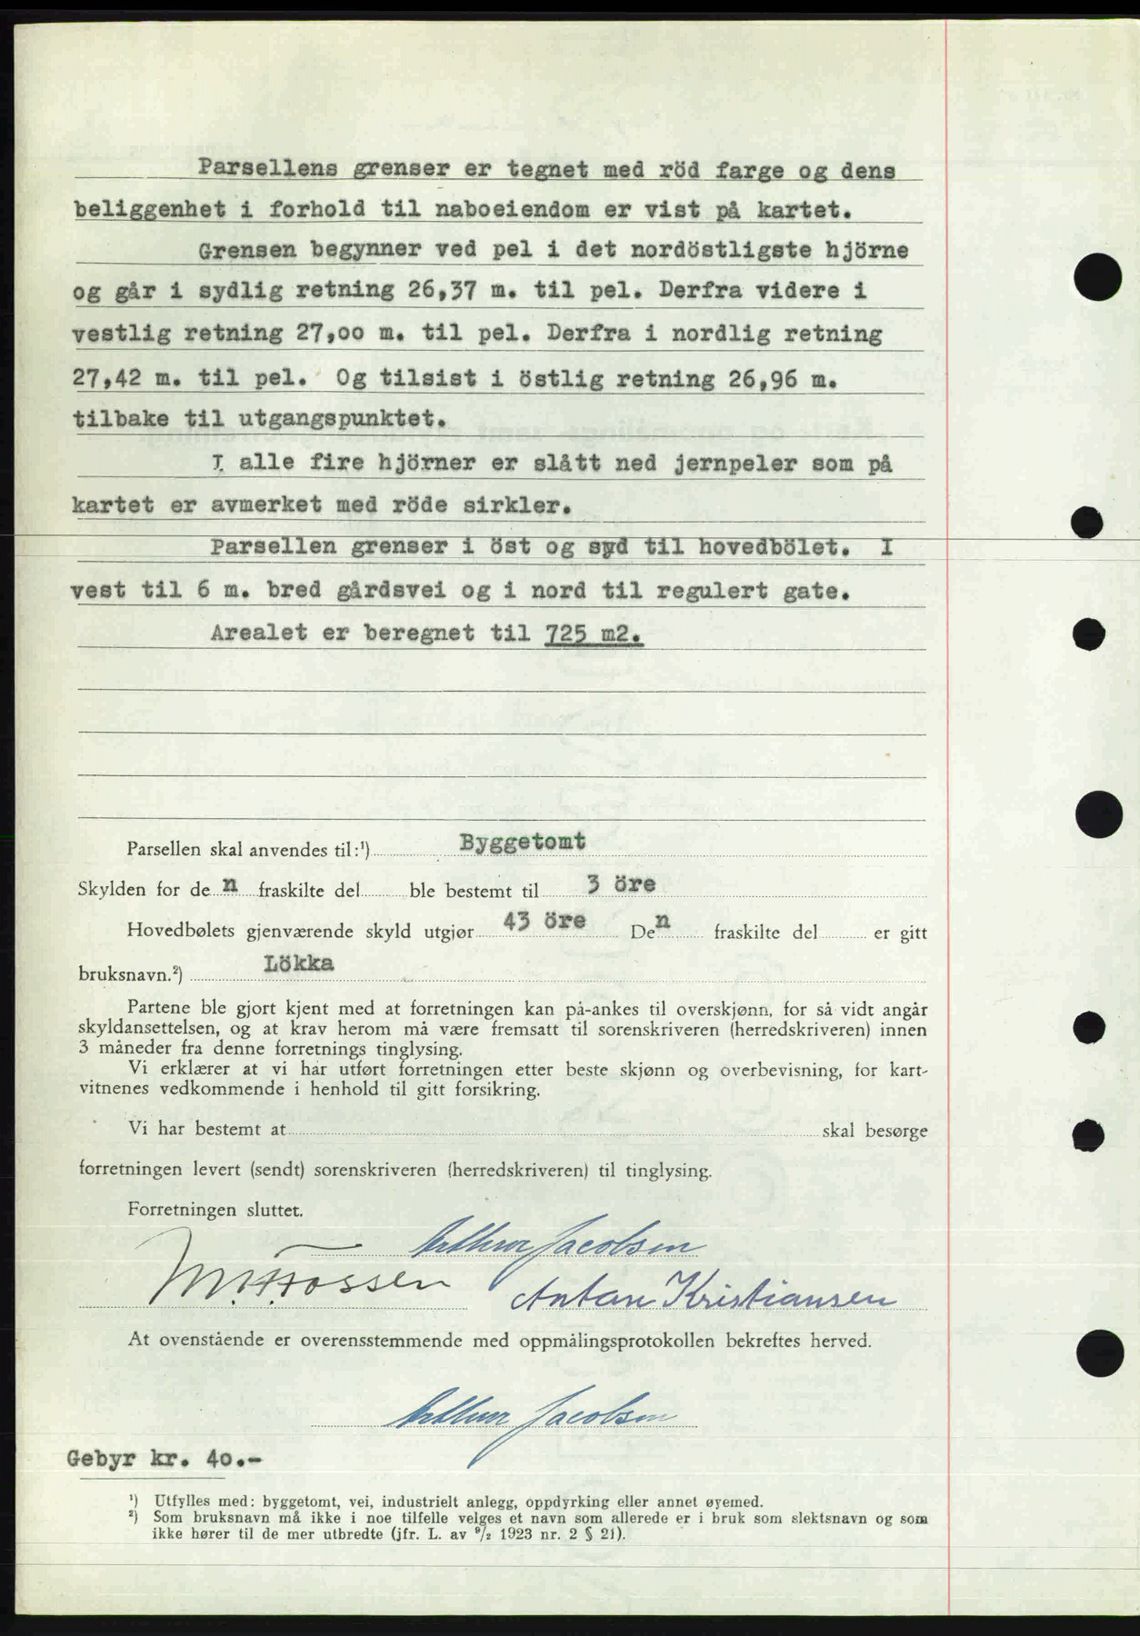 Parsellens grenser er tegnet med röd farge og dens
beliggenhet i forhold til naboeiendom er vist på kartet.
Grensen begynner ved pel i det nordöstligste hjörne
og går i sydlig retning 26,37 m. til pel. Derfra videre i
vestlig retning 27,00 m. til pel. Derfra i nordlig retning
27,42 m. til pel. Og tilsist i östlig retning 26,96 m.
tilbake til utgangspunktet.
I alle fire hjörner er slått ned jernpeler som på
kartet er avmerket med röde sirkler.
Parsellen grenser i öst og syd til hovedbölet. I
vest til 6 m. bred gårdsvei og i nord til regulert gate.
Arealet er beregnet til 725 m2.
Parsellen skal anvendes til:¹) Byggetomt
Skylden for den fraskilte del ble bestemt til 3 öre
Hovedbølets gjenværende skyld utgjør 43 öre Den fraskilte del er gitt
bruksnavn.²) Lökka
Partene ble gjort kjent med at forretningen kan på-ankes til overskjønn, for så vidt angår
skyldansettelsen, og at krav herom må være fremsatt til sorenskriveren (herredskriveren) innen
3 måneder fra denne forretnings tinglysing.
Vi erklærer at vi har utført forretningen etter beste skjønn og overbevisning, for kart-
vitnenes vedkommende i henhold til gitt forsikring.
Vi har bestemt at skal besørge
forretningen levert (sendt) sorenskriveren (herredskriveren) til tinglysing.
Forretningen sluttet.
Arthur Jacobsen
Anton Kristiansen
At ovenstående er overensstemmende med oppmålingsprotokollen bekreftes herved.
Arthur Jacobsen
Gebyr kr. 40.-
¹) Utfylles med: byggetomt, vei, industrielt anlegg, oppdyrking eller annet øyemed.
²) Som bruksnavn må ikke i noe tilfelle velges et navn som allerede er i bruk som slektsnavn og som
ikke hører til de mer utbredte (jfr. L. av ⁹/₂ 1923 nr. 2 § 21).